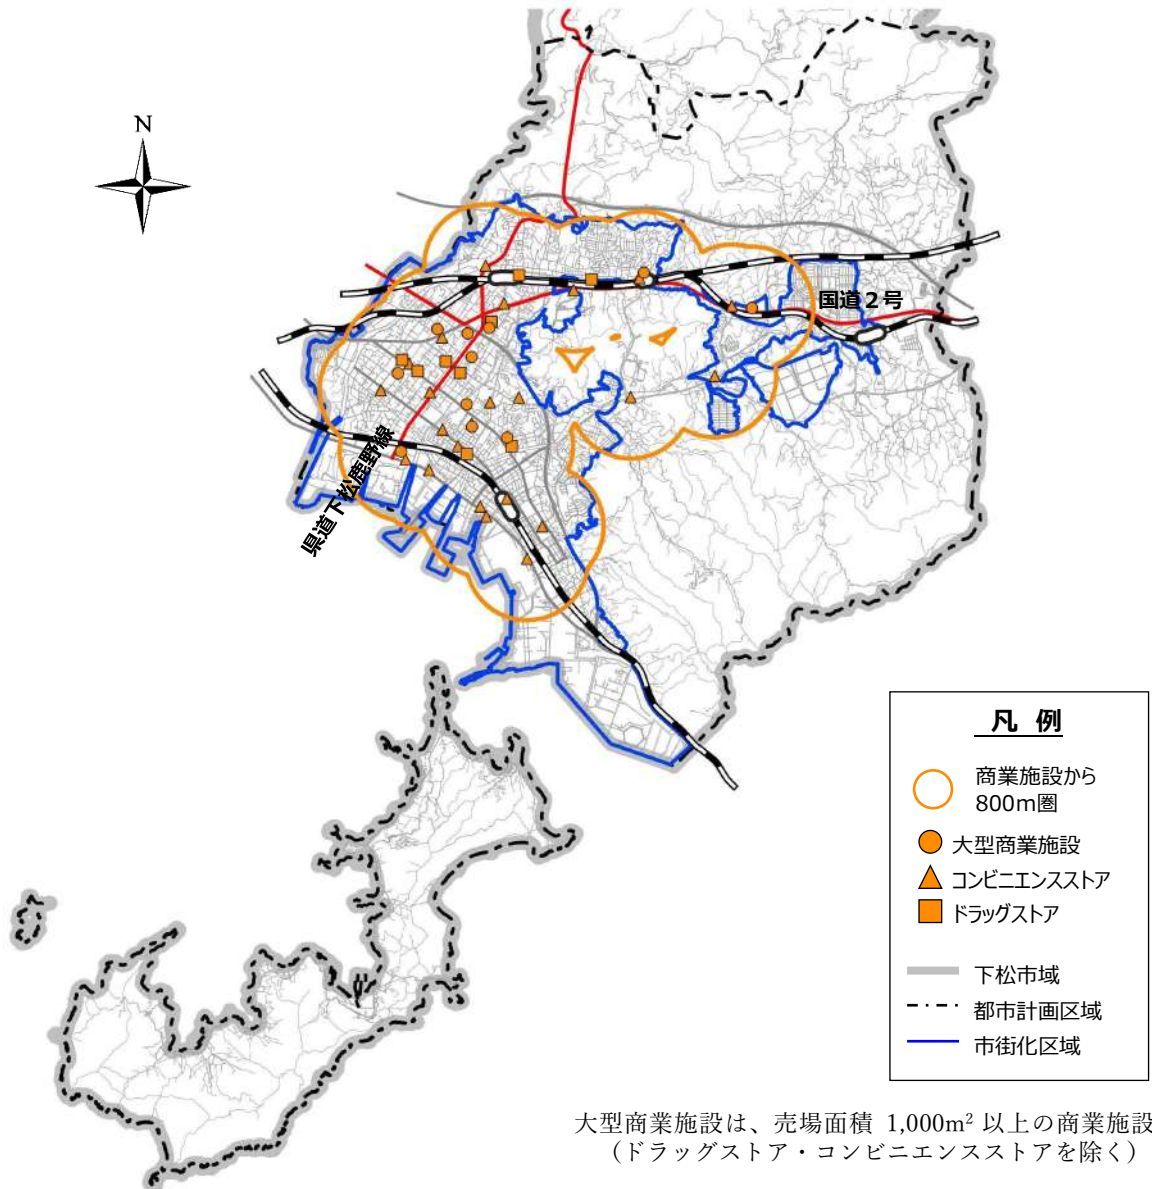 N
国道２号
県道下松鹿野線
凡 例
商業施設から
800m圏
大型商業施設
コンビニエンスストア
ドラッグストア
下松市域
都市計画区域
市街化区域
大型商業施設は、売場面積 1,000m² 以上の商業施設
（ドラッグストア・コンビニエンスストアを除く）